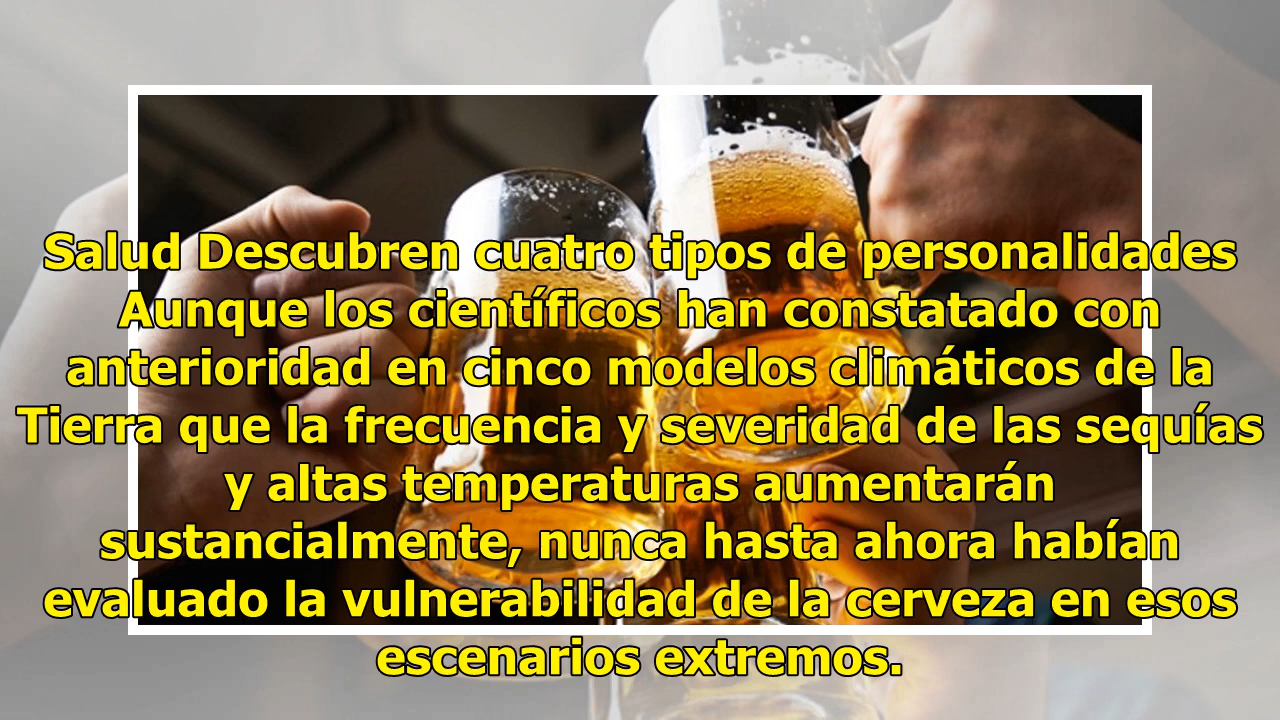 Salud Descubren cuatro tipos de personalidades
Aunque los científicos han constatado con
anterioridad en cinco modelos climáticos de la
Tierra que la frecuencia y severidad de las sequías
y altas temperaturas aumentarán
sustancialmente, nunca hasta ahora habían
evaluado la vulnerabilidad de la cerveza en esos
escenarios extremos.